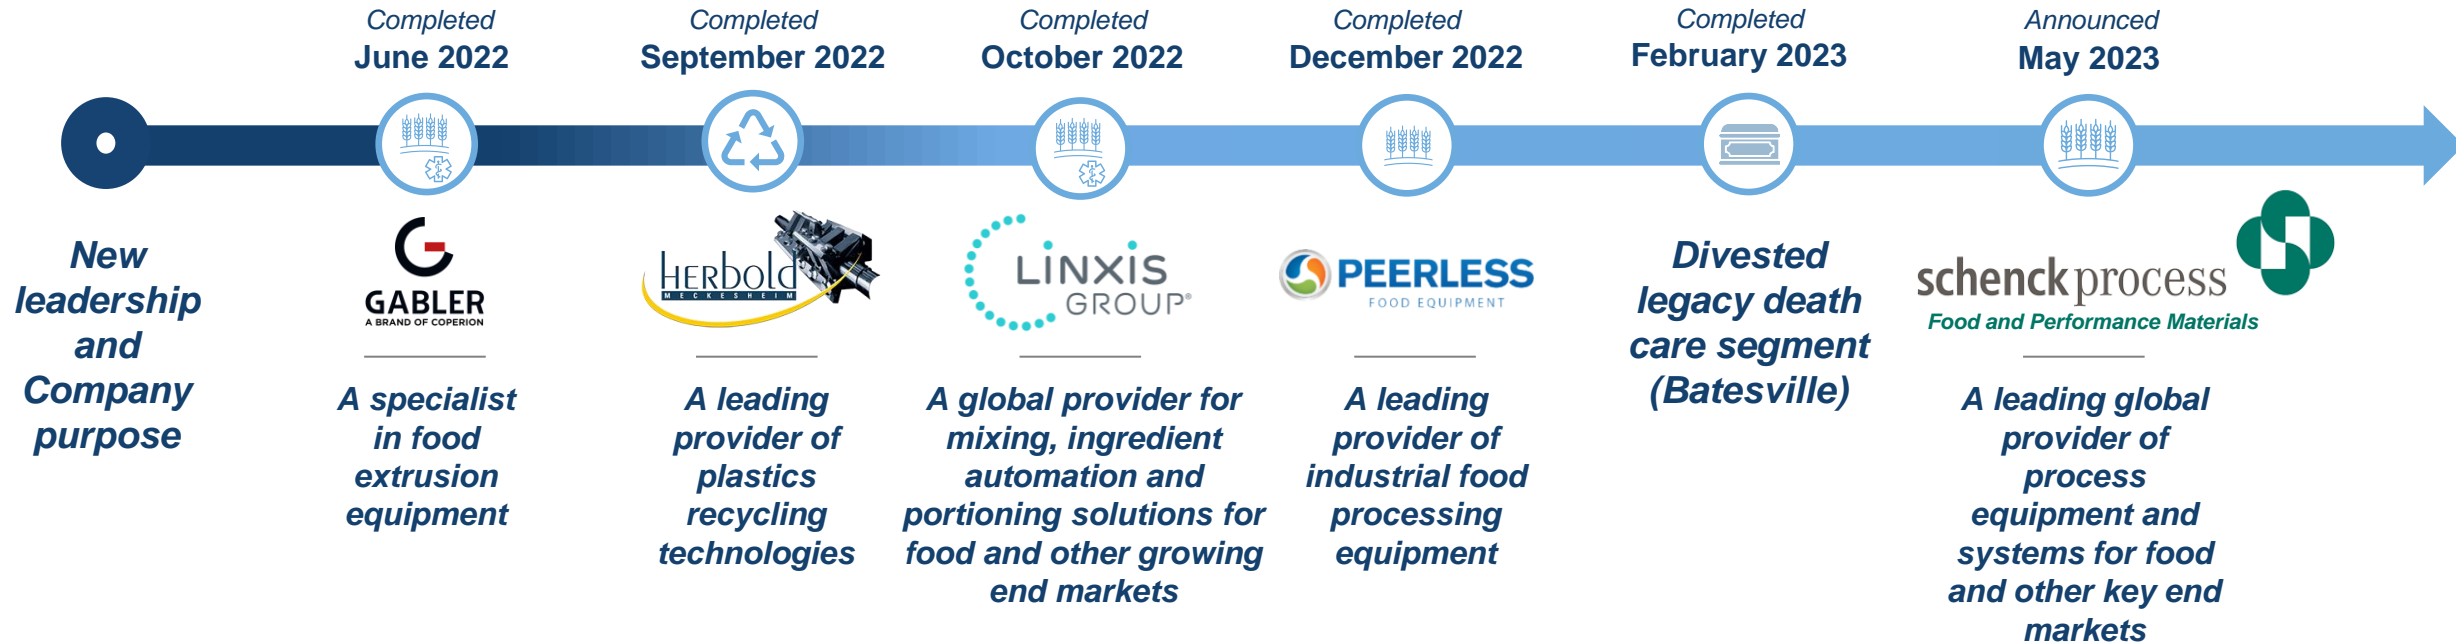 Completed
June 2022
Completed
September 2022
Completed
October 2022
Completed
December 2022
Completed
February 2023
Announced
May 2023
New
leadership
and
Company
purpose
GABLER
A BRAND OF COPERION
A specialist
in food
extrusion
equipment
HERBOLD
MECKESHEIM
A leading
provider of
plastics
recycling
technologies
LINXIS
GROUP®
A global provider for
mixing, ingredient
automation and
portioning solutions for
food and other growing
end markets
PEERLESS
FOOD EQUIPMENT
A leading
provider of
industrial food
processing
equipment
Divested
legacy death
care segment
(Batesville)
schenck process
Food and Performance Materials
A leading global
provider of
process
equipment and
systems for food
and other key end
markets